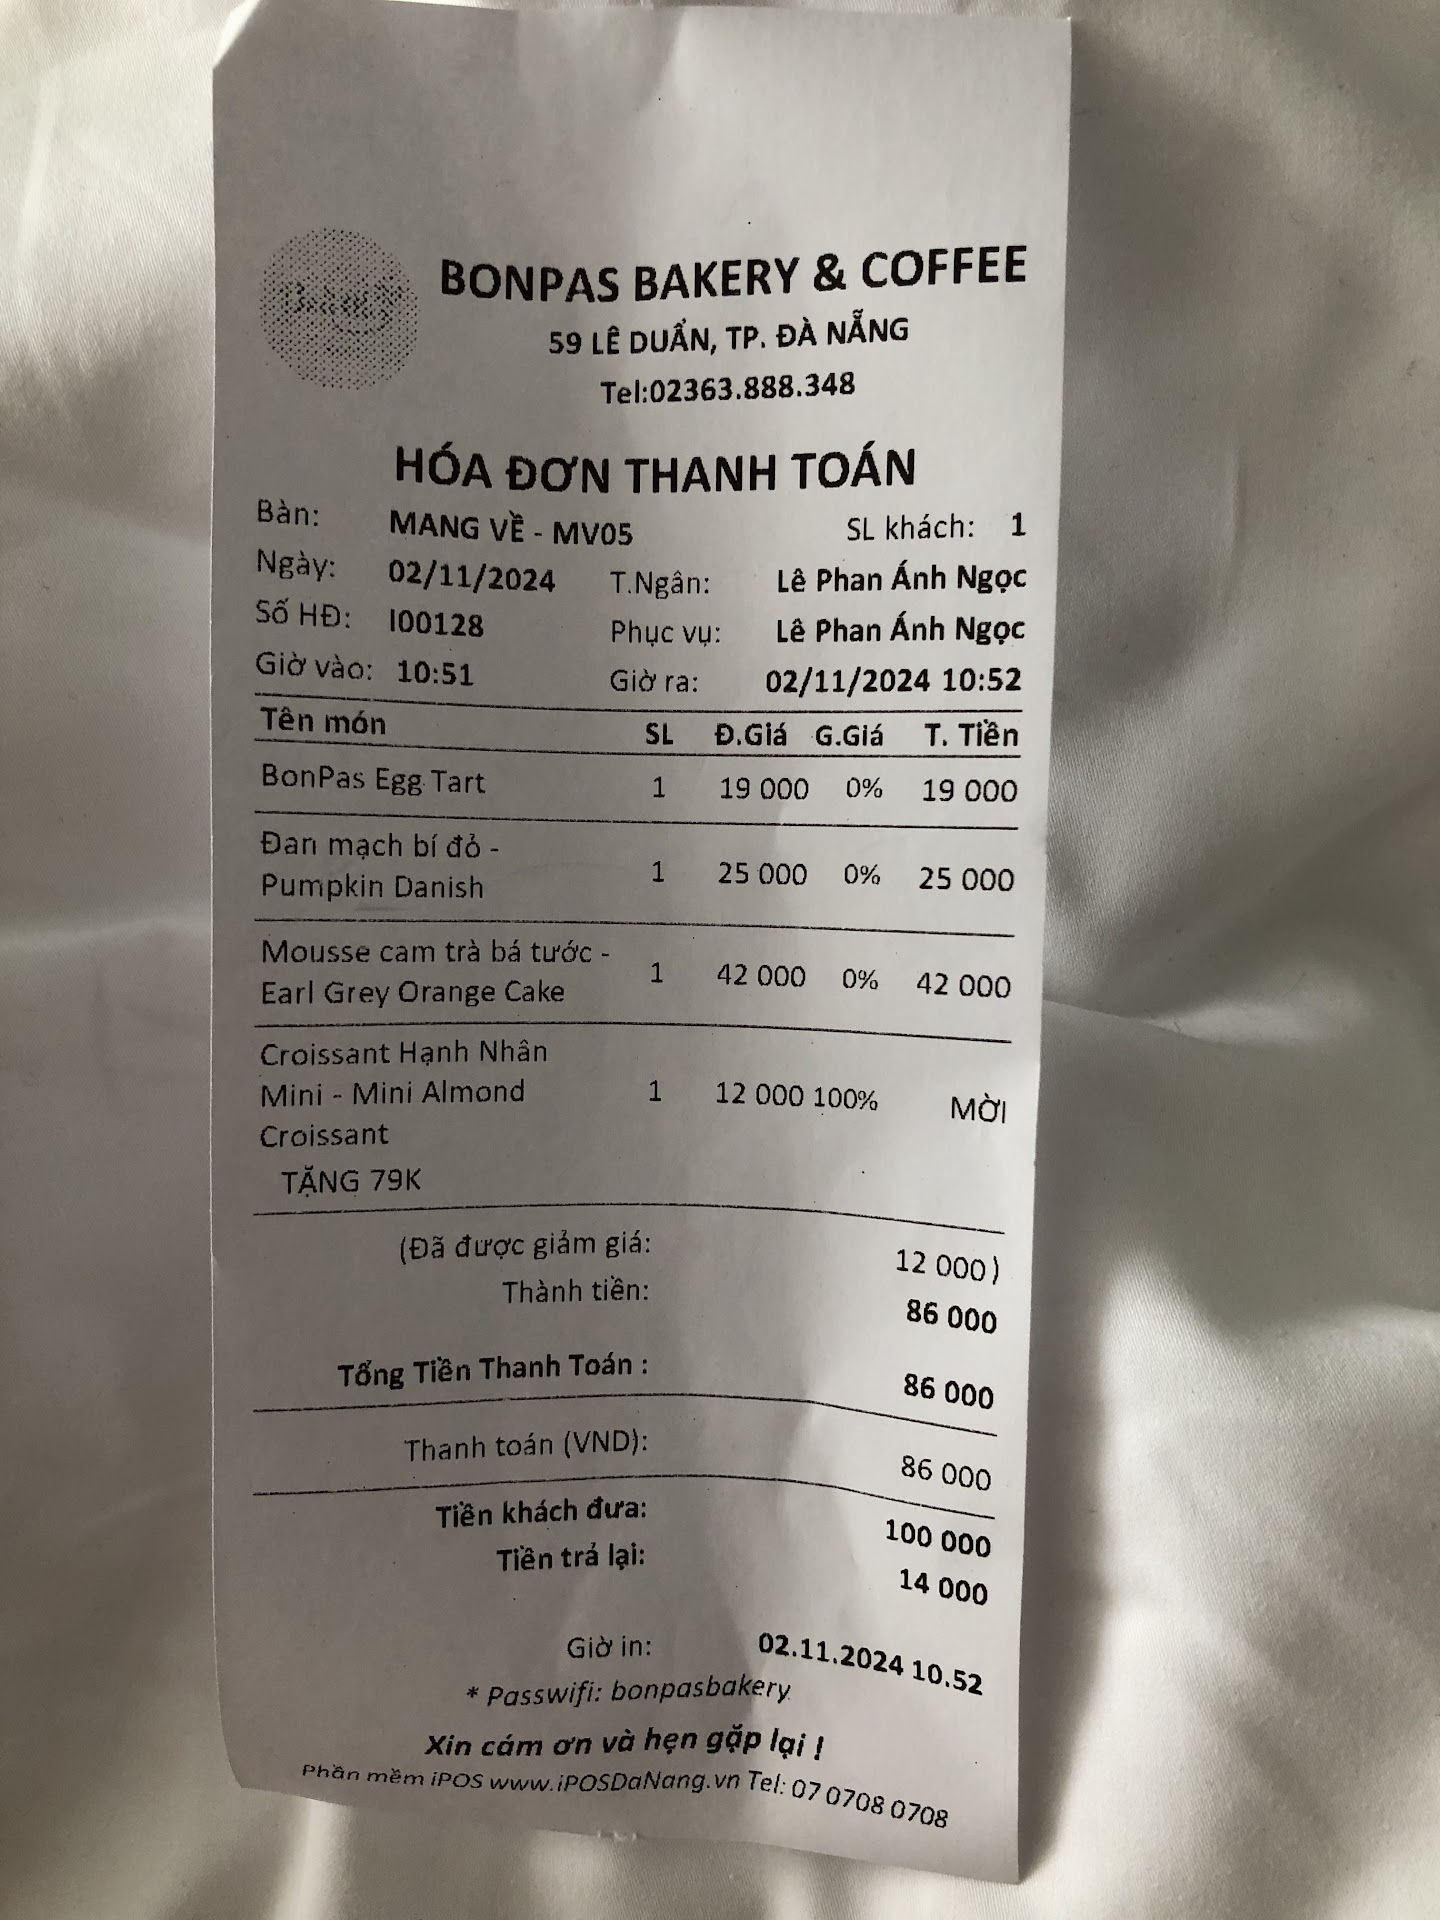 BONPAS BAKERY & COFFEE
59 LÊ DUẨN, TP. ĐÀ NẴNG
Tel:02363.888.348
HÓA ĐƠN THANH TOÁN
Bàn: MANG VỀ - MV05 SL khách: 1
Ngày: 02/11/2024 T.Ngân: Lê Phan Ánh Ngọc
Số HĐ: I00128 Phục vụ: Lê Phan Ánh Ngọc
Giờ vào: 10:51 Giờ ra: 02/11/2024 10:52
Tên món SL Đ.Giá G.Giá T. Tiền
BonPas Egg Tart 1 19 000 0% 19 000
Đan mạch bí đỏ -
Pumpkin Danish 1 25 000 0% 25 000
Mousse cam trà bá tước -
Earl Grey Orange Cake 1 42 000 0% 42 000
Croissant Hạnh Nhân
Mini - Mini Almond 1 12 000 100% MỜI
Croissant
TẶNG 79K
(Đã được giảm giá: 12 000)
Thành tiền: 86 000
Tổng Tiền Thanh Toán : 86 000
Thanh toán (VND): 86 000
Tiền khách đưa: 100 000
Tiền trả lại: 14 000
Giờ in: 02.11.2024 10.52
* Passwifi: bonpasbakery
Xin cám ơn và hẹn gặp lại !
Phần mềm iPOS www.iPOSDaNang.vn Tel: 07 0708 0708